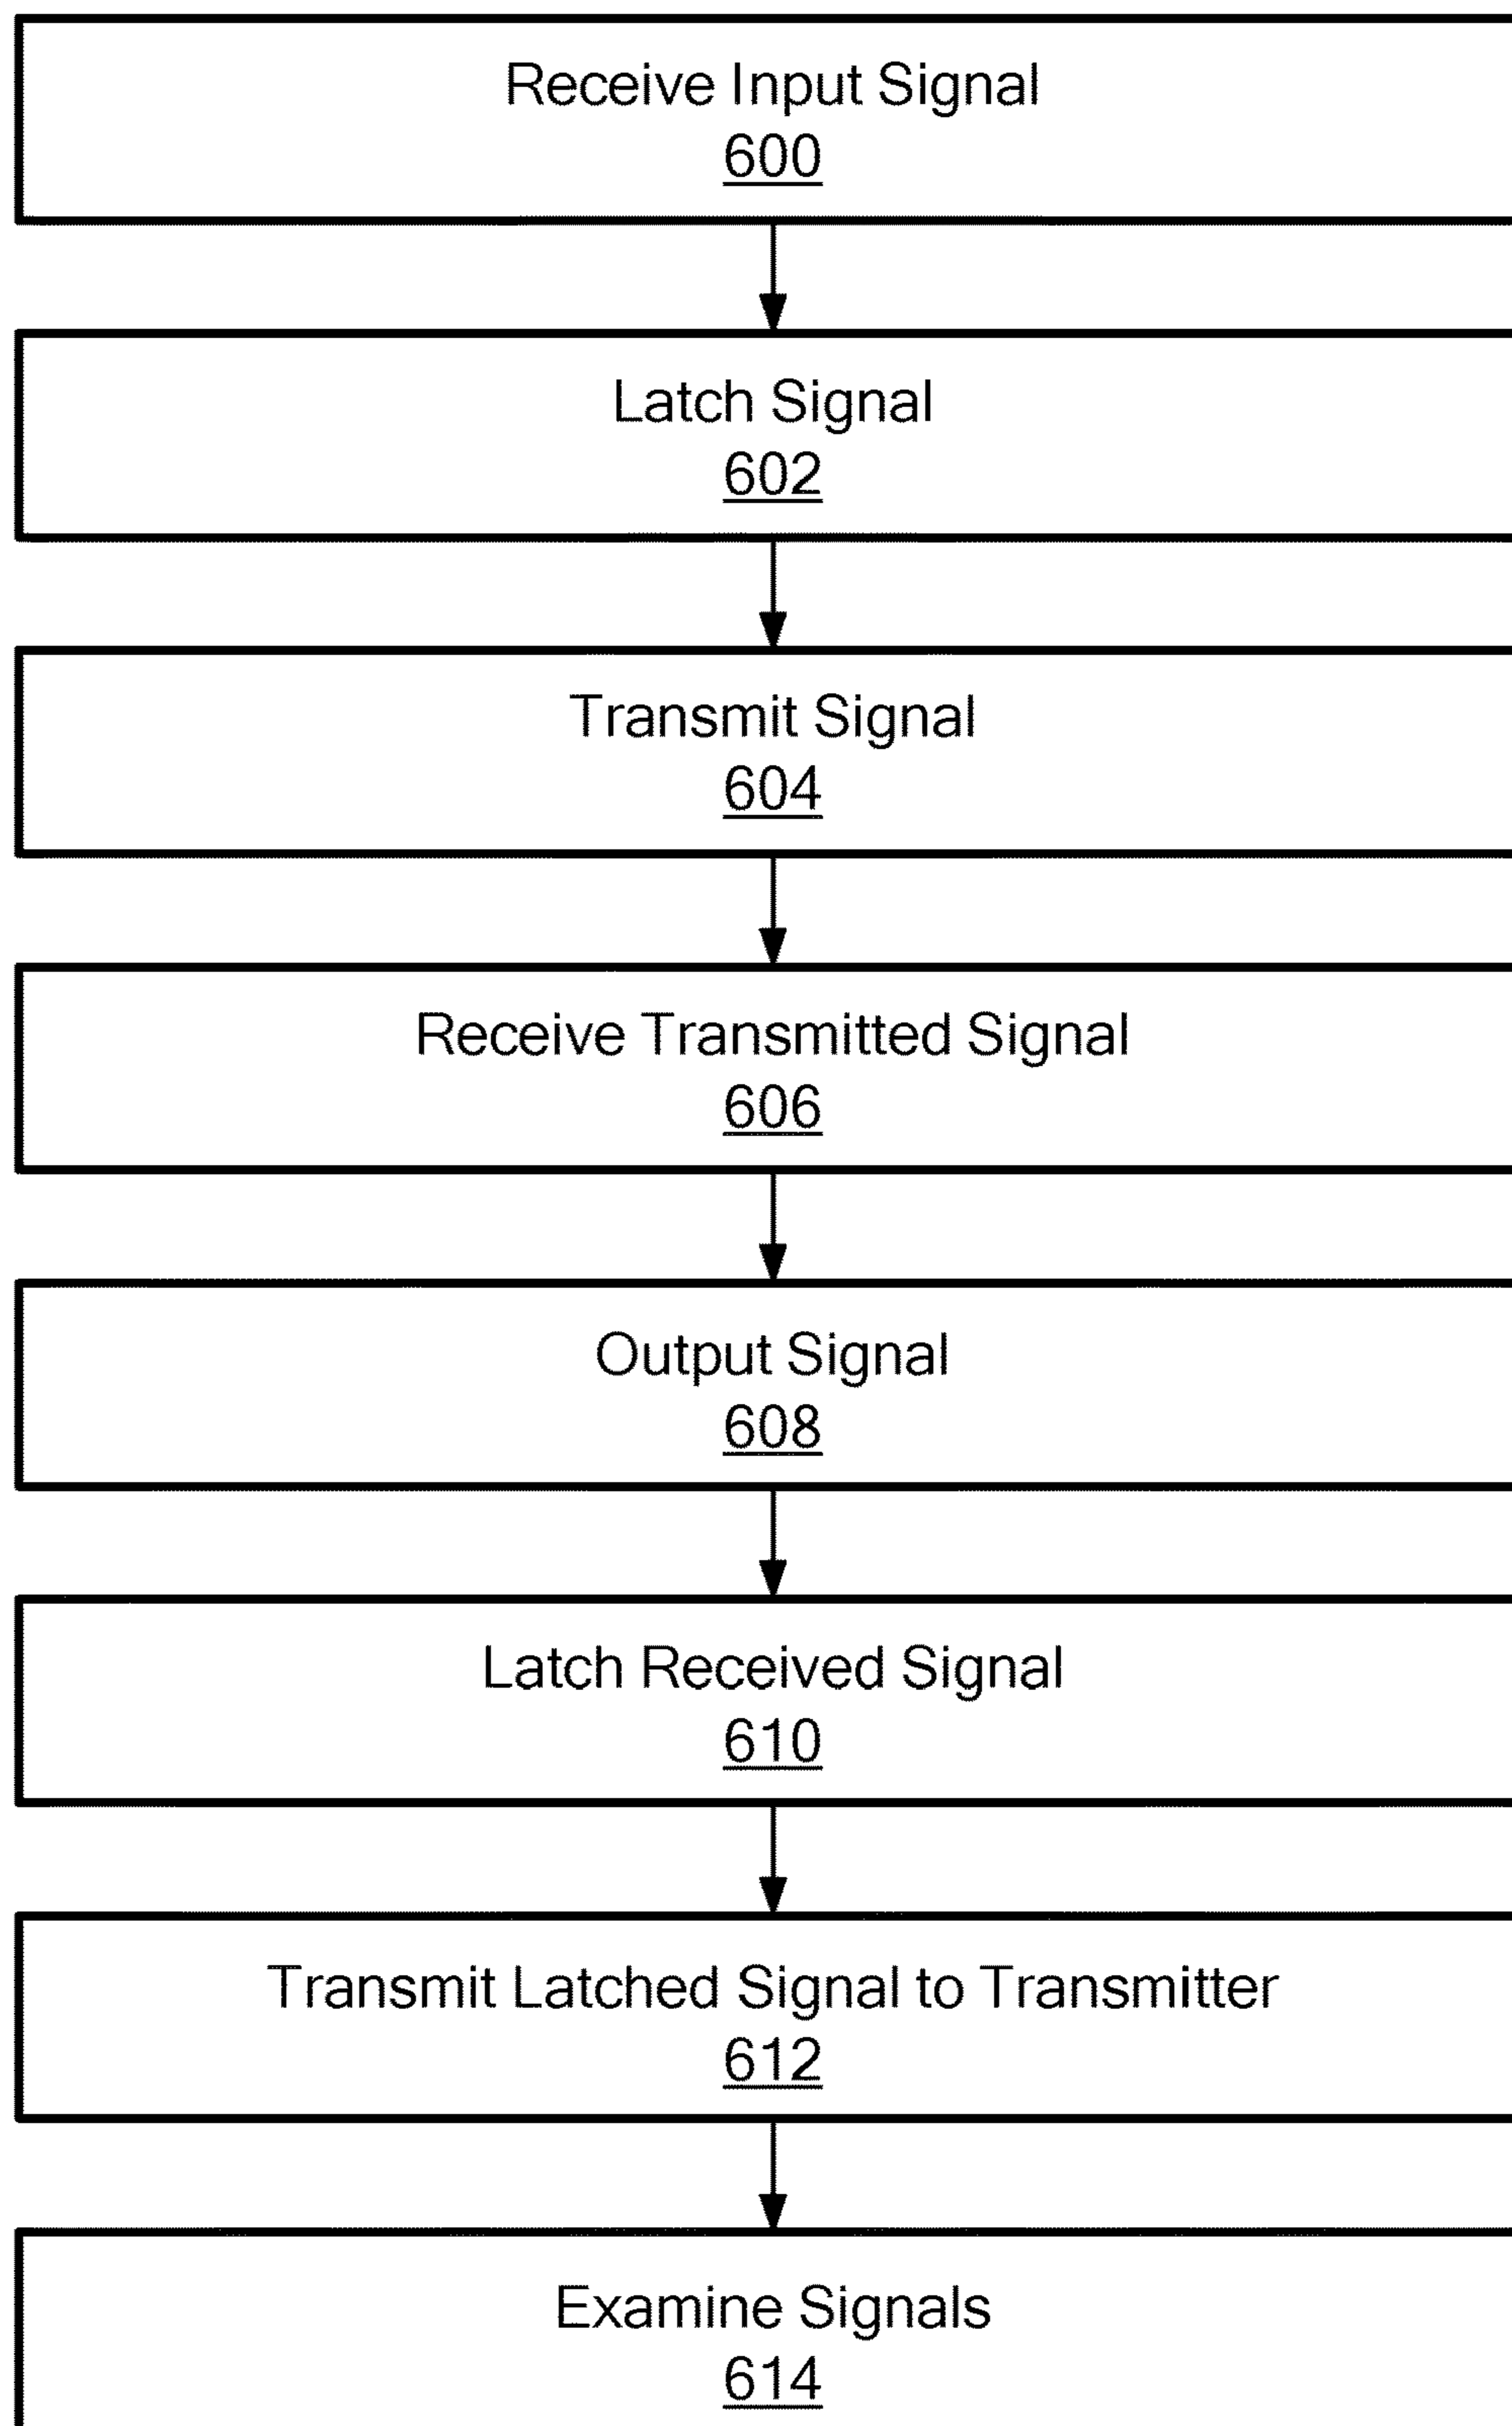 Receive Input Signal
600
Latch Signal
602
Transmit Signal
604
Receive Transmitted Signal
606
Output Signal
608
Latch Received Signal
610
Transmit Latched Signal to Transmitter
612
Examine Signals
614